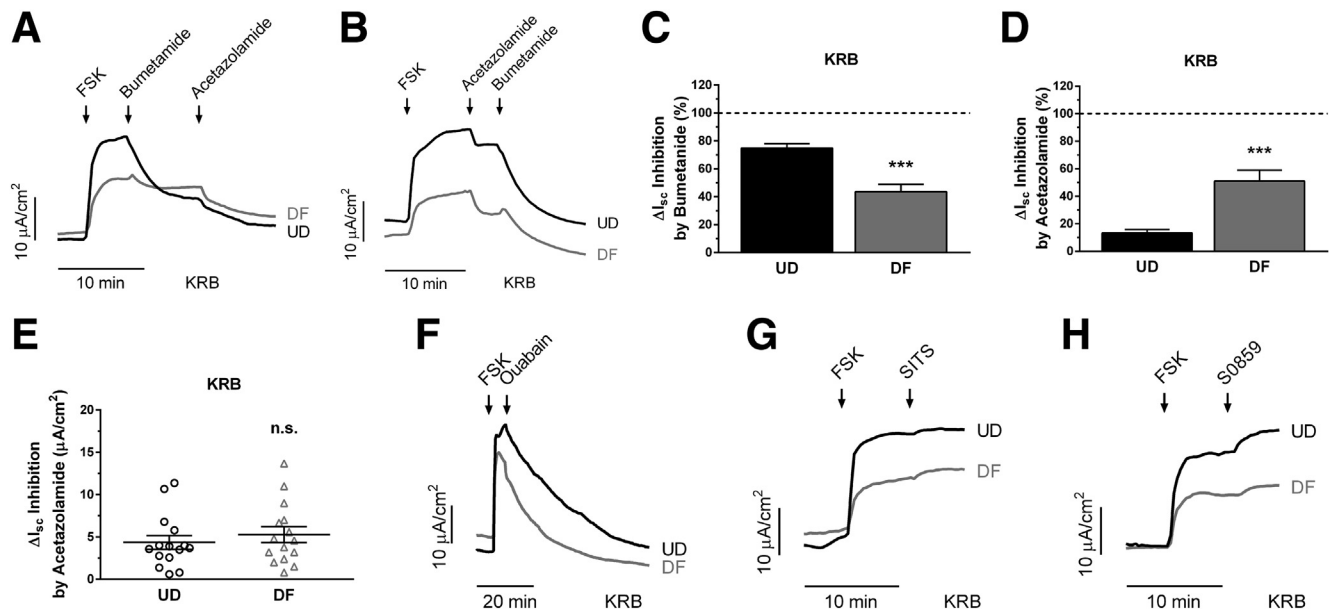 A
FSK
Bumetamide
Acetazolamide
10 µA/cm²
DF
UD
10 min
KRB
B
FSK
Acetazolamide
Bumetamide
10 µA/cm²
UD
DF
10 min
KRB
C
KRB
ΔIsc Inhibition
by Bumetanide (%)
120
100
80
60
40
20
0
***
UD
DF
D
KRB
ΔIsc Inhibition
by Acetazolamide (%)
120
100
80
60
40
20
0
***
UD
DF
E
KRB
ΔIsc Inhibition
by Acetazolamide (µA/cm²)
20
15
10
5
0
n.s.
UD
DF
F
FSK
Ouabain
10 µA/cm²
UD
DF
20 min
KRB
G
FSK
SITS
10 µA/cm²
UD
DF
10 min
KRB
H
FSK
S0859
10 µA/cm²
UD
DF
10 min
KRB